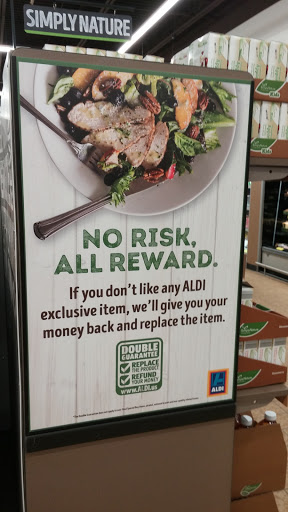 SIMPLY NATURE
NO RISK,
ALL REWARD.
If you don't like any ALDI
exclusive item, we'll give you your
money back and replace the item.
DOUBLE
GUARANTEE
REPLACE
THE PRODUCT
REFUND
YOUR MONEY
www.ALDI.us
ALDI